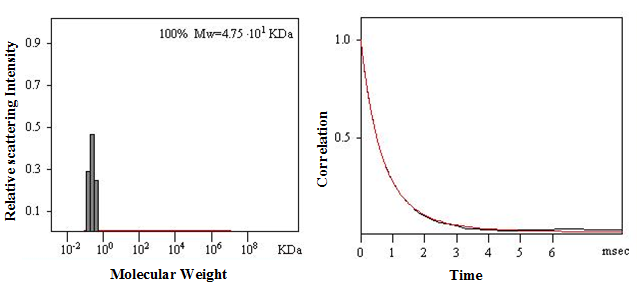 Relative scattering Intensity
100% Mw=4.75 ·10¹ KDa
0.9
0.7
0.5
0.3
0.1
10⁻² 10⁰ 10² 10⁴ 10⁶ 10⁸ KDa
Molecular Weight
Correlation
1.0
0.5
0 1 2 3 4 5 6 msec
Time